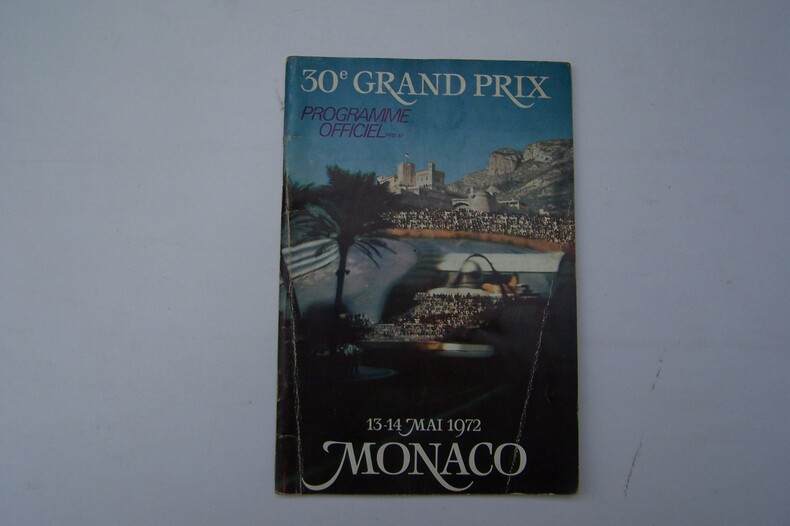 30e GRAND PRIX
PROGRAMME
OFFICIEL
13-14 MAI 1972
MONACO